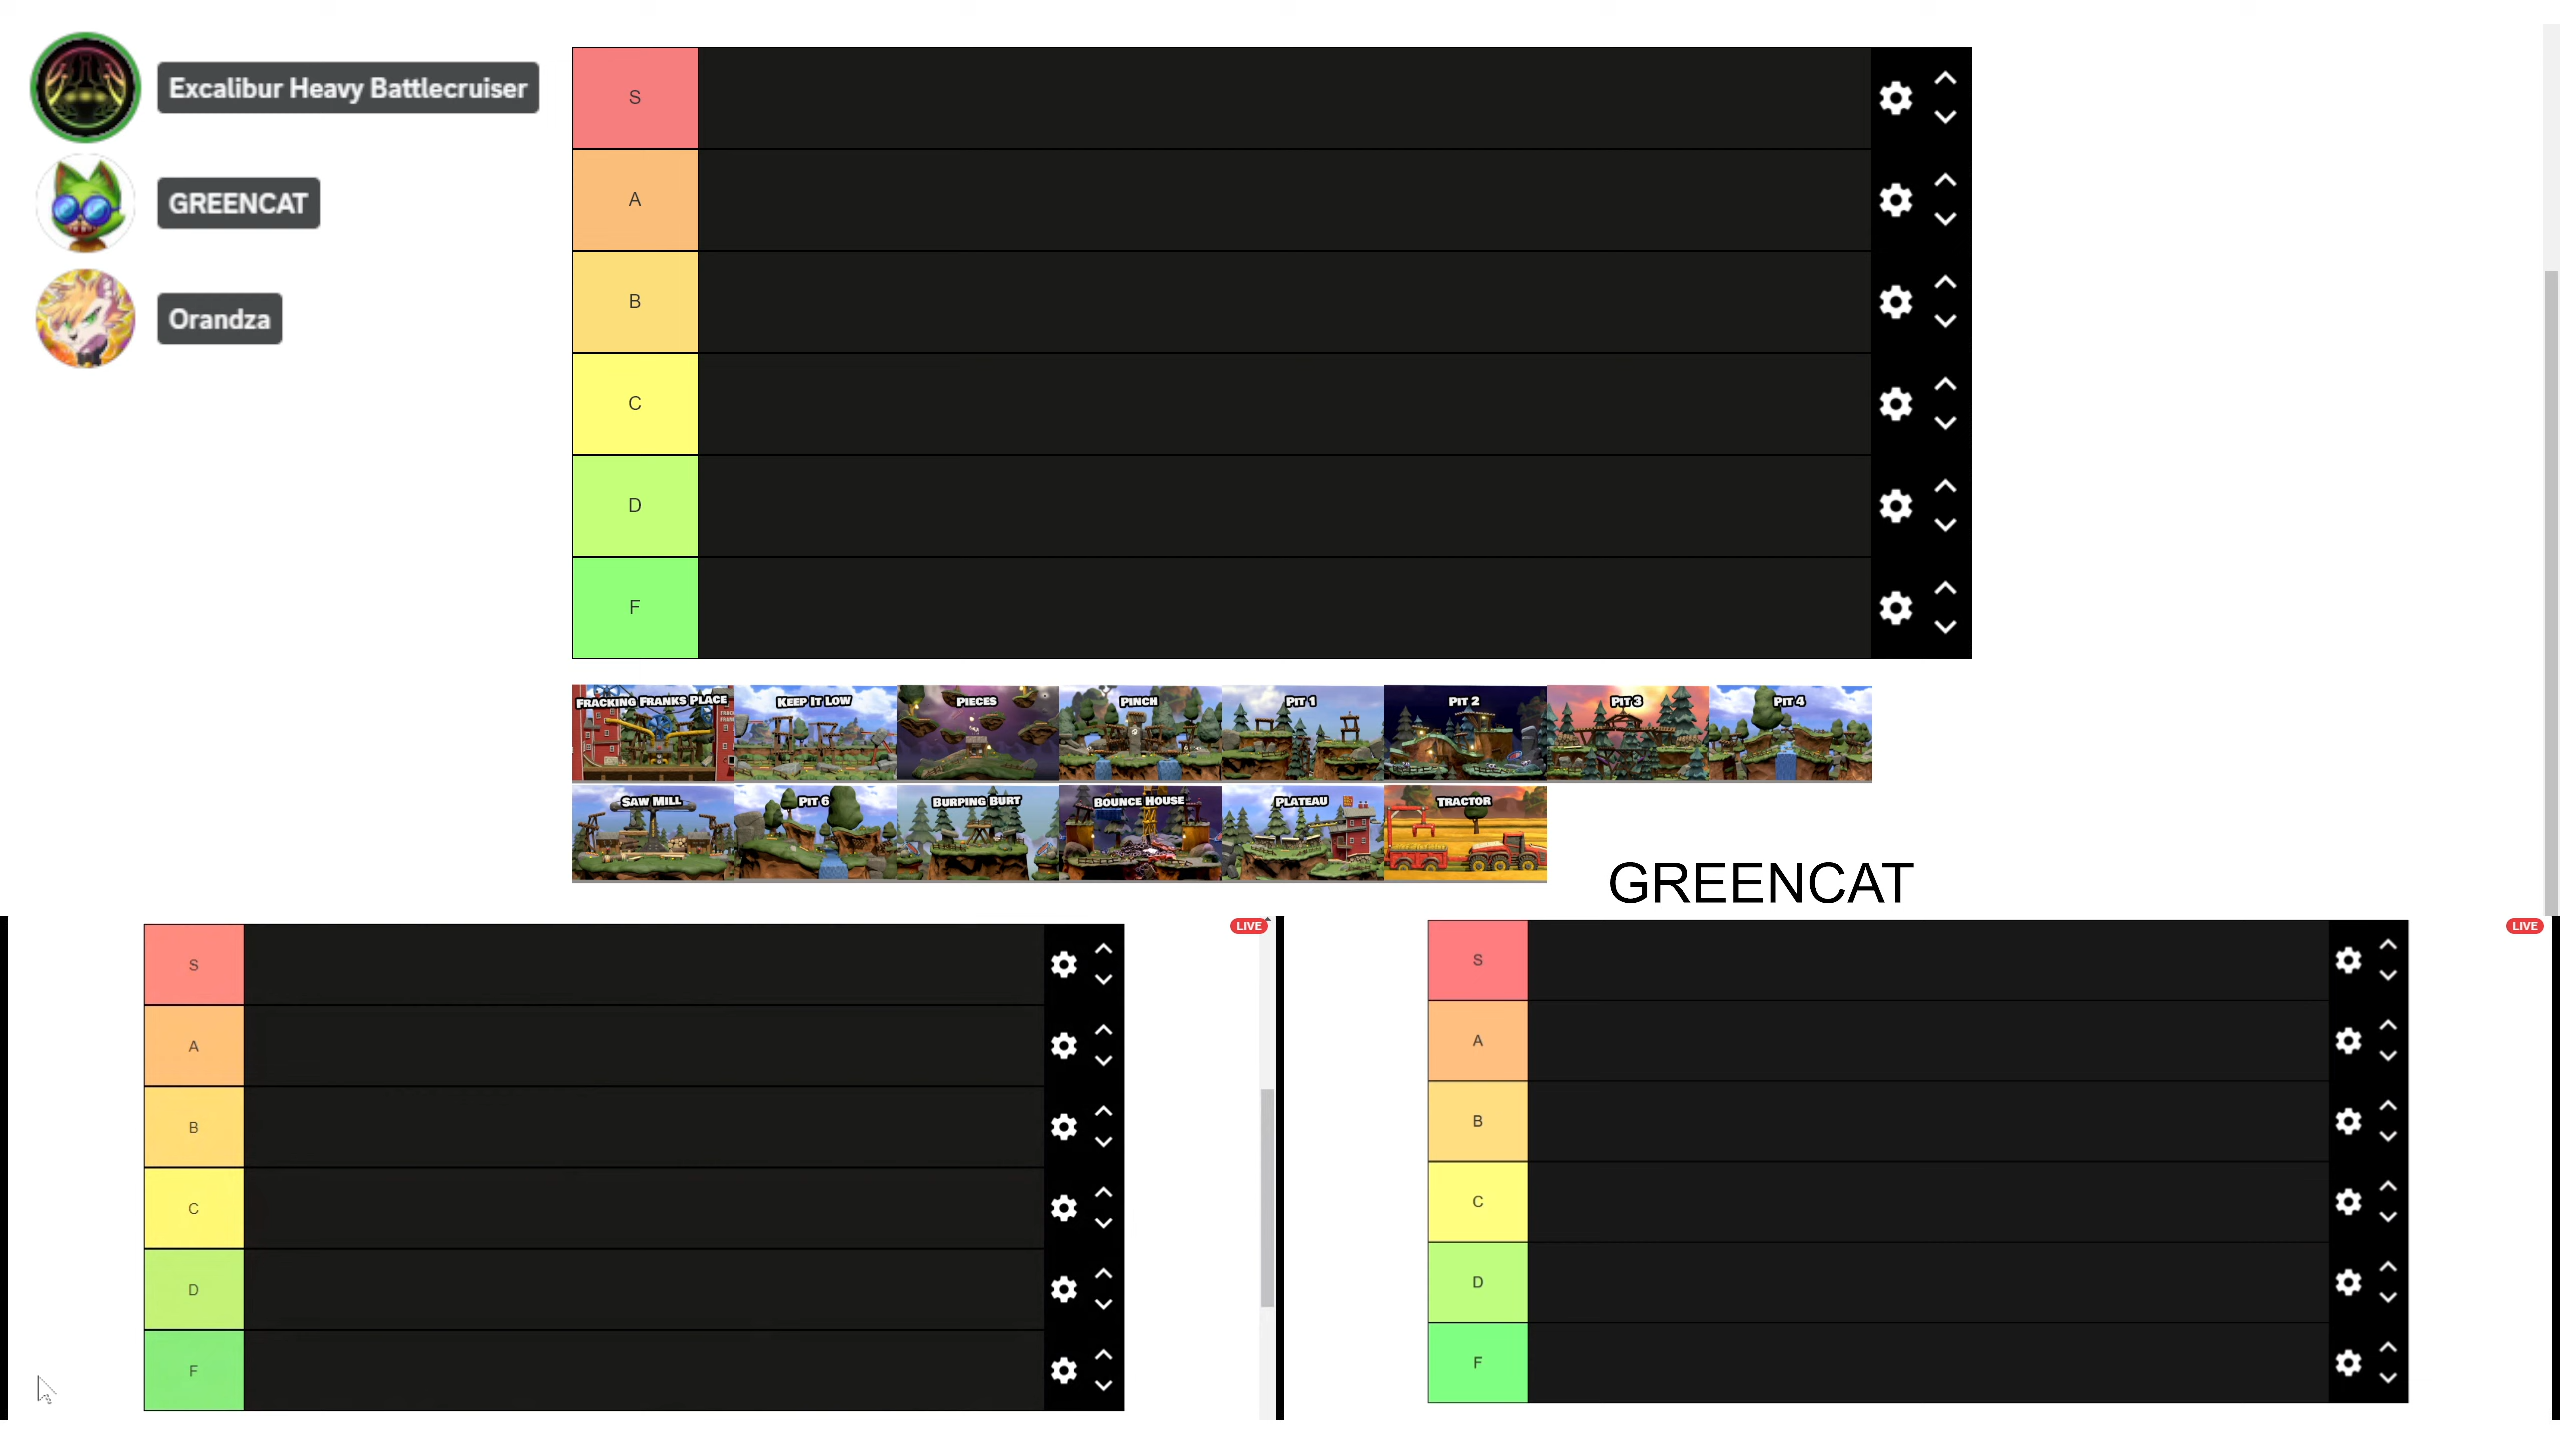 Excalibur Heavy Battlecruiser
GREENCAT
Orandza
S
A
B
C
D
F
FRACKING FRANKS PLACE
KEEP IT LOW
PIECES
PINCH
PIT 1
PIT 2
PIT 3
PIT 4
SAW MILL
PIT 6
BURPING BURT
BOUNCE HOUSE
PLATEAU
TRACTOR
GREENCAT
LIVE
S
A
B
C
D
F
LIVE
S
A
B
C
D
F